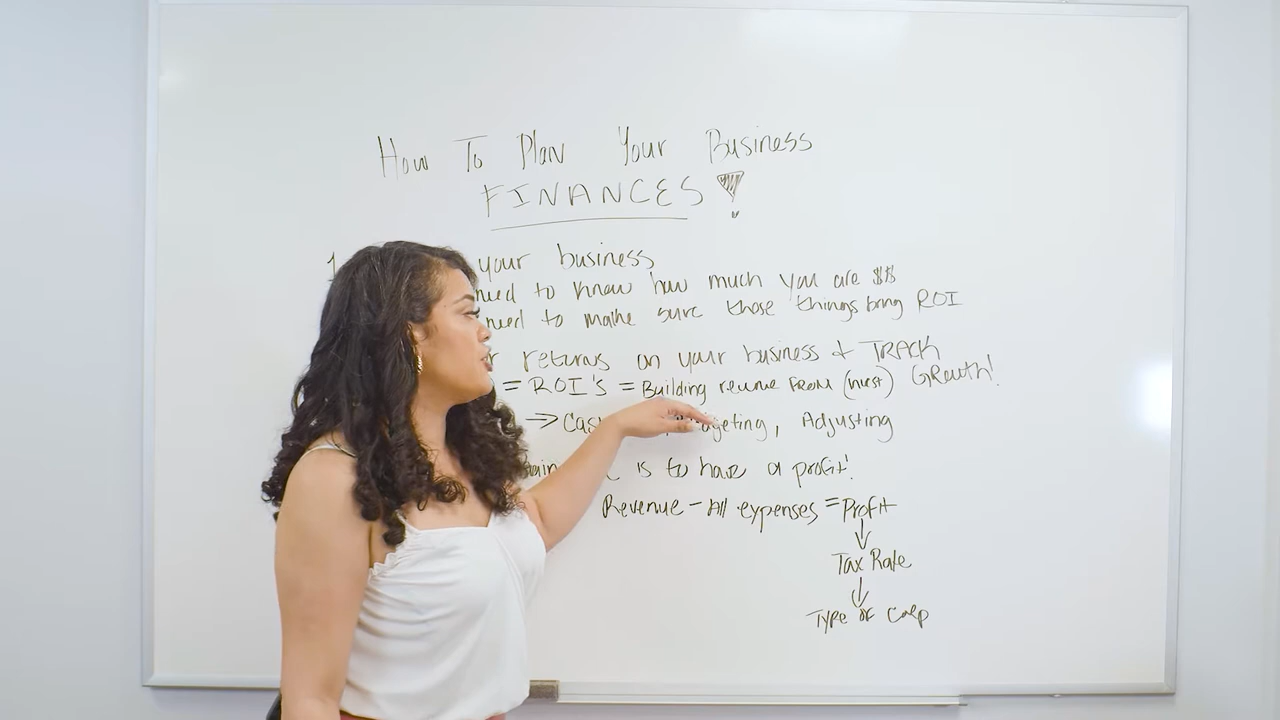 How To Plan Your Business
FINANCES!
1 your business
need to know how much you are $$
need to make sure those things bring ROI
returns on your business & TRACK
= ROI's = Building revenue From (invest) Growth!
→ Adjusting
is to have a profit!
Revenue - All expenses = Profit
↓
Tax Rate
↓
Type of Corp